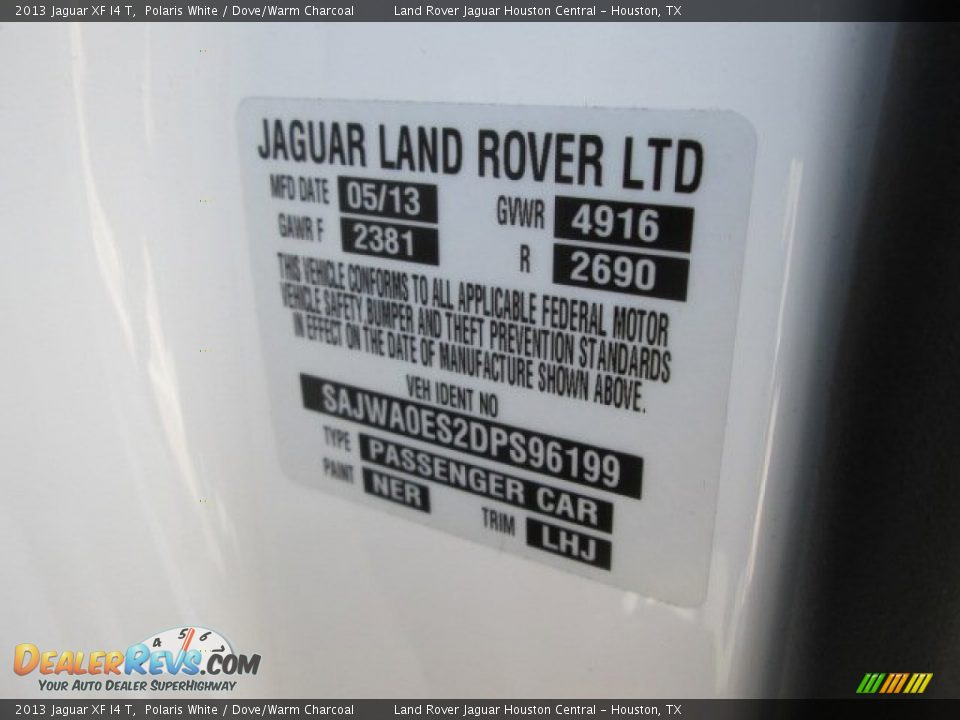 2013 Jaguar XF I4 T, Polaris White / Dove/Warm Charcoal Land Rover Jaguar Houston Central - Houston, TX
JAGUAR LAND ROVER LTD
MFD DATE 05/13 GVWR 4916
GAWR F 2381 R 2690
THIS VEHICLE CONFORMS TO ALL APPLICABLE FEDERAL MOTOR
VEHICLE SAFETY BUMPER AND THEFT PREVENTION STANDARDS
IN EFFECT ON THE DATE OF MANUFACTURE SHOWN ABOVE.
VEH IDENT NO
SAJWA0ES2DPS96199
TYPE PASSENGER CAR
PAINT NER TRIM LHJ
4 5 6
DEALERREVS.COM
YOUR AUTO DEALER SUPERHIGHWAY
2013 Jaguar XF I4 T, Polaris White / Dove/Warm Charcoal Land Rover Jaguar Houston Central - Houston, TX